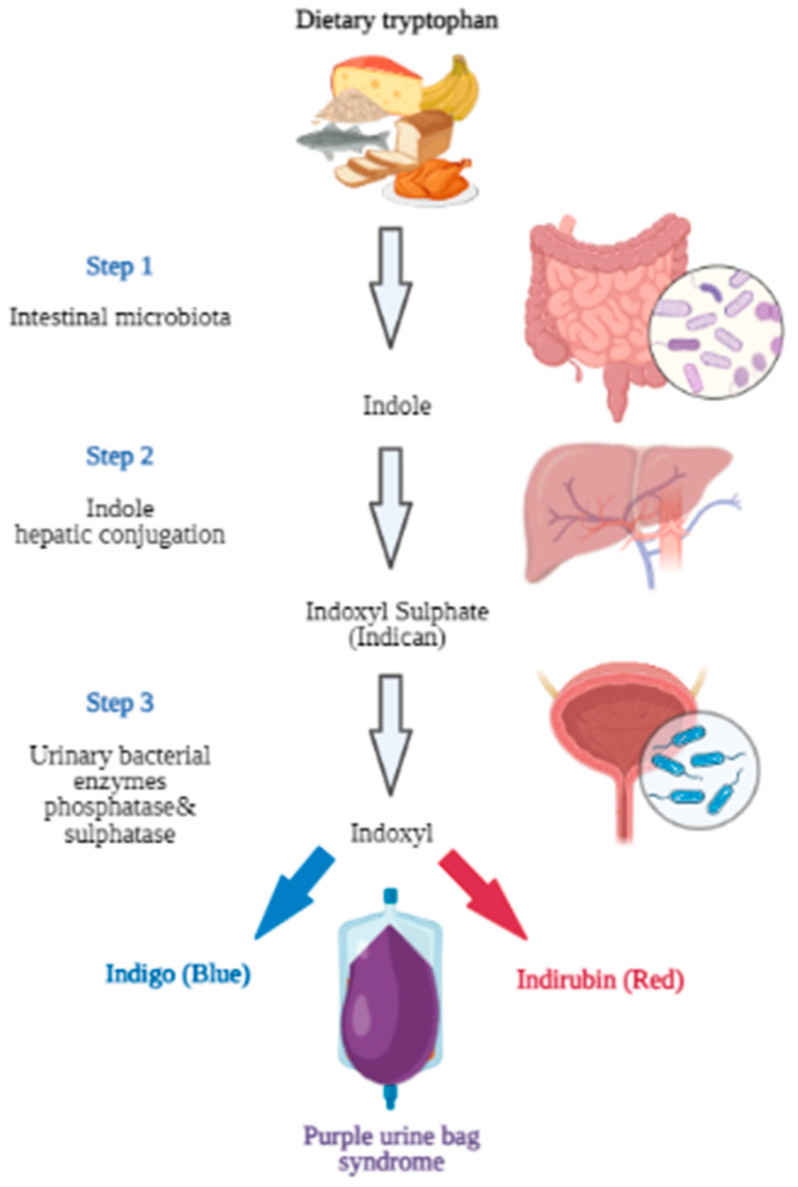 Dietary tryptophan
Step 1
Intestinal microbiota
Indole
Step 2
Indole
hepatic conjugation
Indoxyl Sulphate
(Indican)
Step 3
Urinary bacterial
enzymes
phosphatase&
sulphatase
Indoxyl
Indigo (Blue)
Indirubin (Red)
Purple urine bag
syndrome